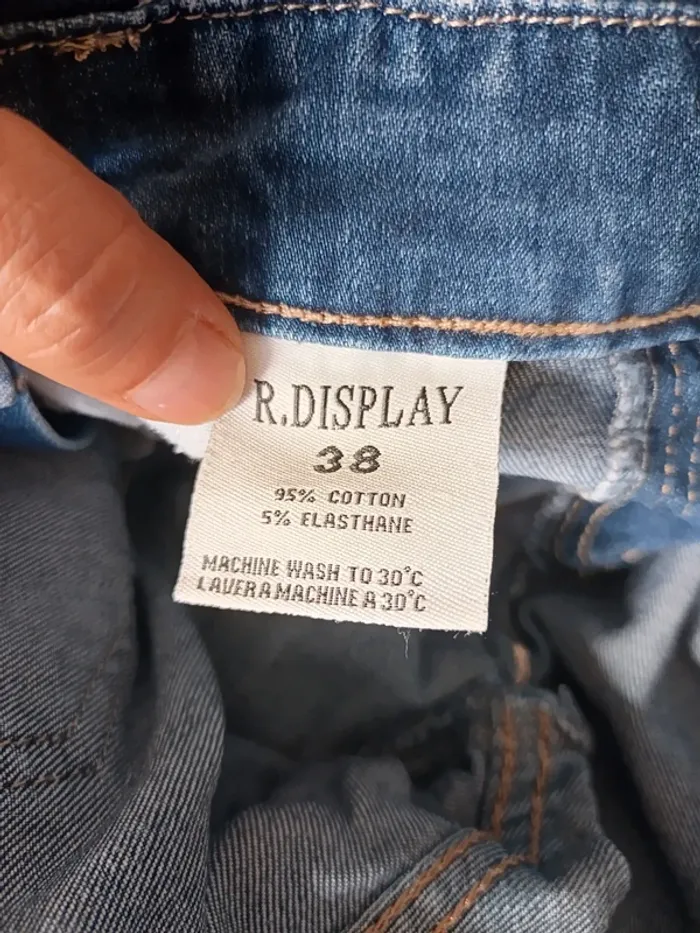 R.DISPLAY
38
95% COTTON
5% ELASTHANE
MACHINE WASH TO 30°C
LAVER A MACHINE A 30°C